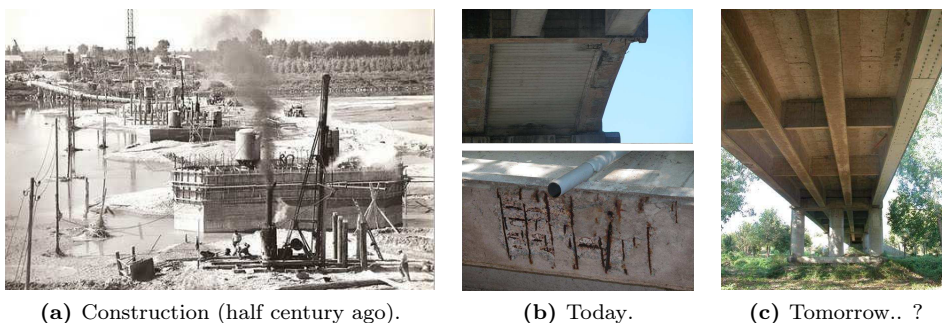 (a) Construction (half century ago).
(b) Today.
(c) Tomorrow.. ?